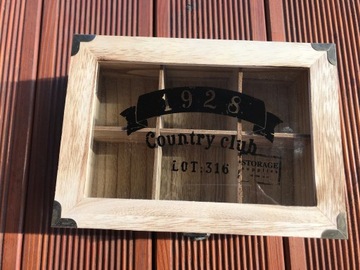 1928
Country club
LOT:316
STORAGE